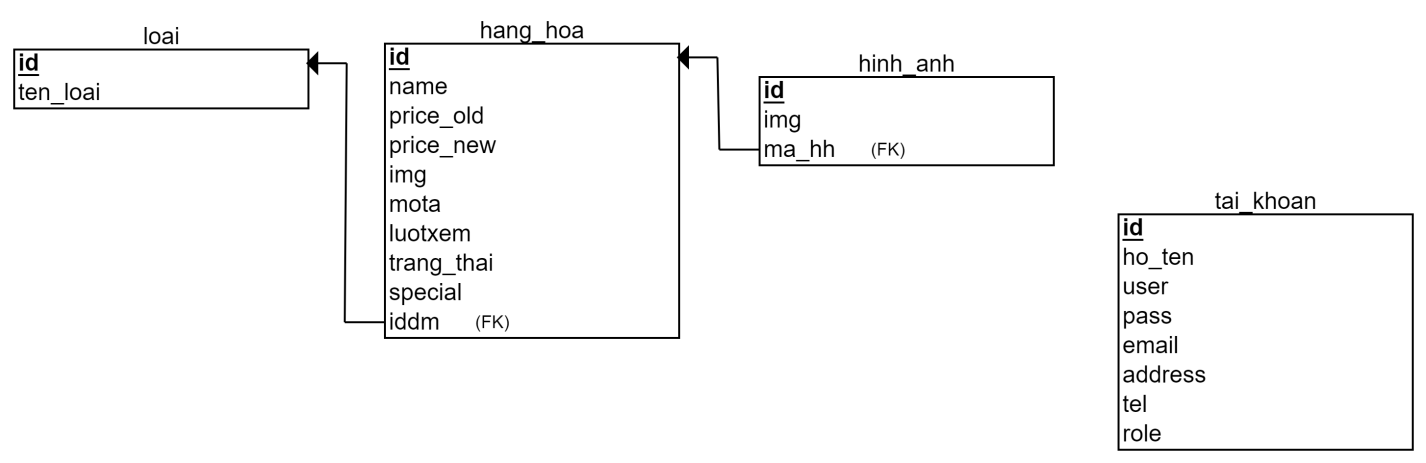 loai
id
ten_loai
hang_hoa
id
name
price_old
price_new
img
mota
luotxem
trang_thai
special
iddm (FK)
hinh_anh
id
img
ma_hh (FK)
tai_khoan
id
ho_ten
user
pass
email
address
tel
role